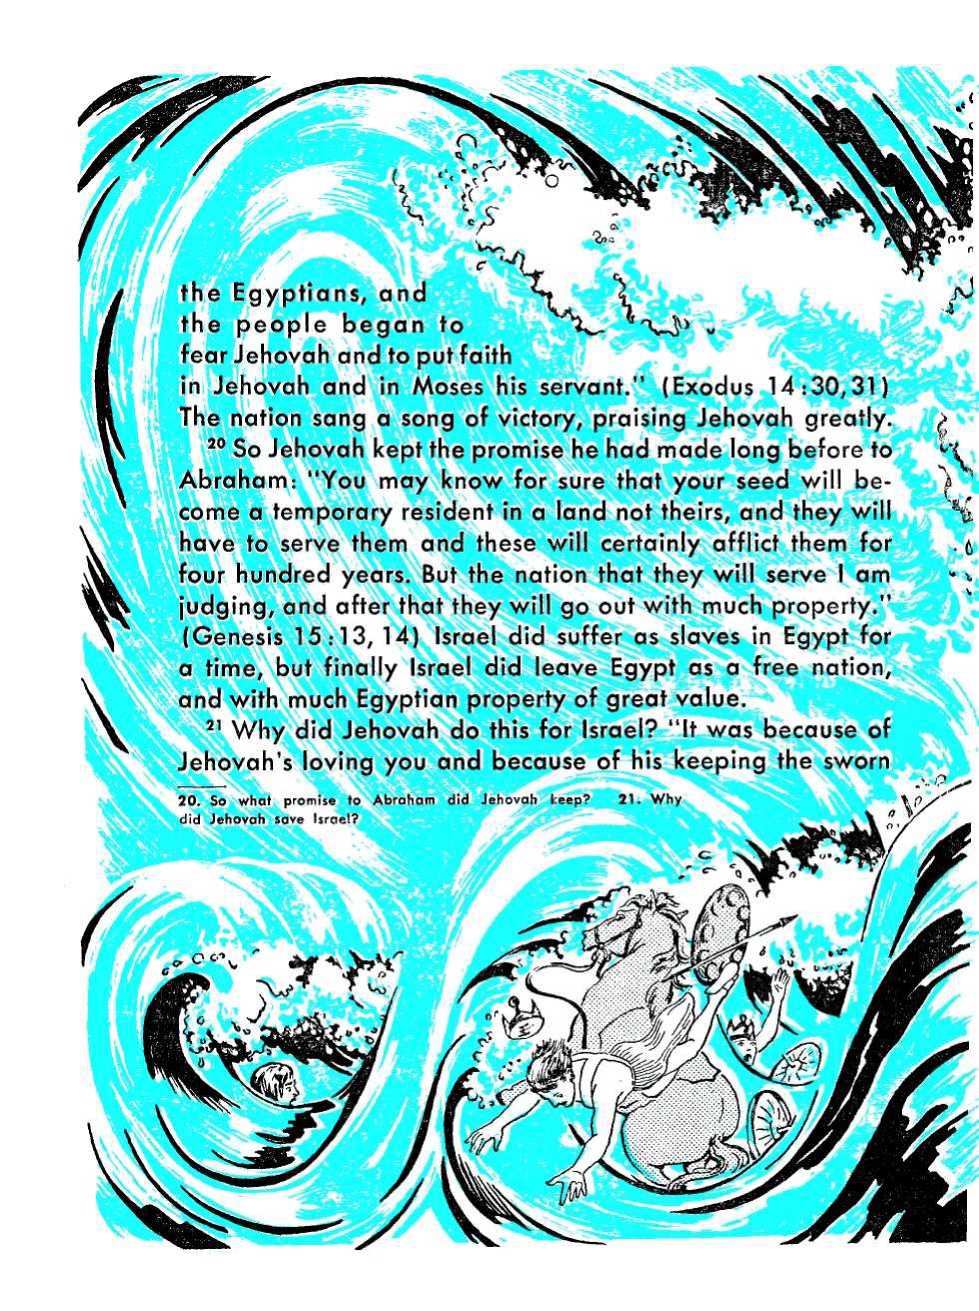 the Egyptians, and
the people began to
fear Jehovah and to put faith
in Jehovah and in Moses his servant." (Exodus 14:30, 31)
The nation sang a song of victory, praising Jehovah greatly.
20 So Jehovah kept the promise he had made long before to
Abraham: "You may know for sure that your seed will be-
come a temporary resident in a land not theirs, and they will
have to serve them and these will certainly afflict them for
four hundred years. But the nation that they will serve I am
judging, and after that they will go out with much property."
(Genesis 15:13, 14) Israel did suffer as slaves in Egypt for
a time, but finally Israel did leave Egypt as a free nation,
and with much Egyptian property of great value.
21 Why did Jehovah do this for Israel? "It was because of
Jehovah's loving you and because of his keeping the sworn
20. So what promise to Abraham did Jehovah keep? 21. Why
did Jehovah save Israel?